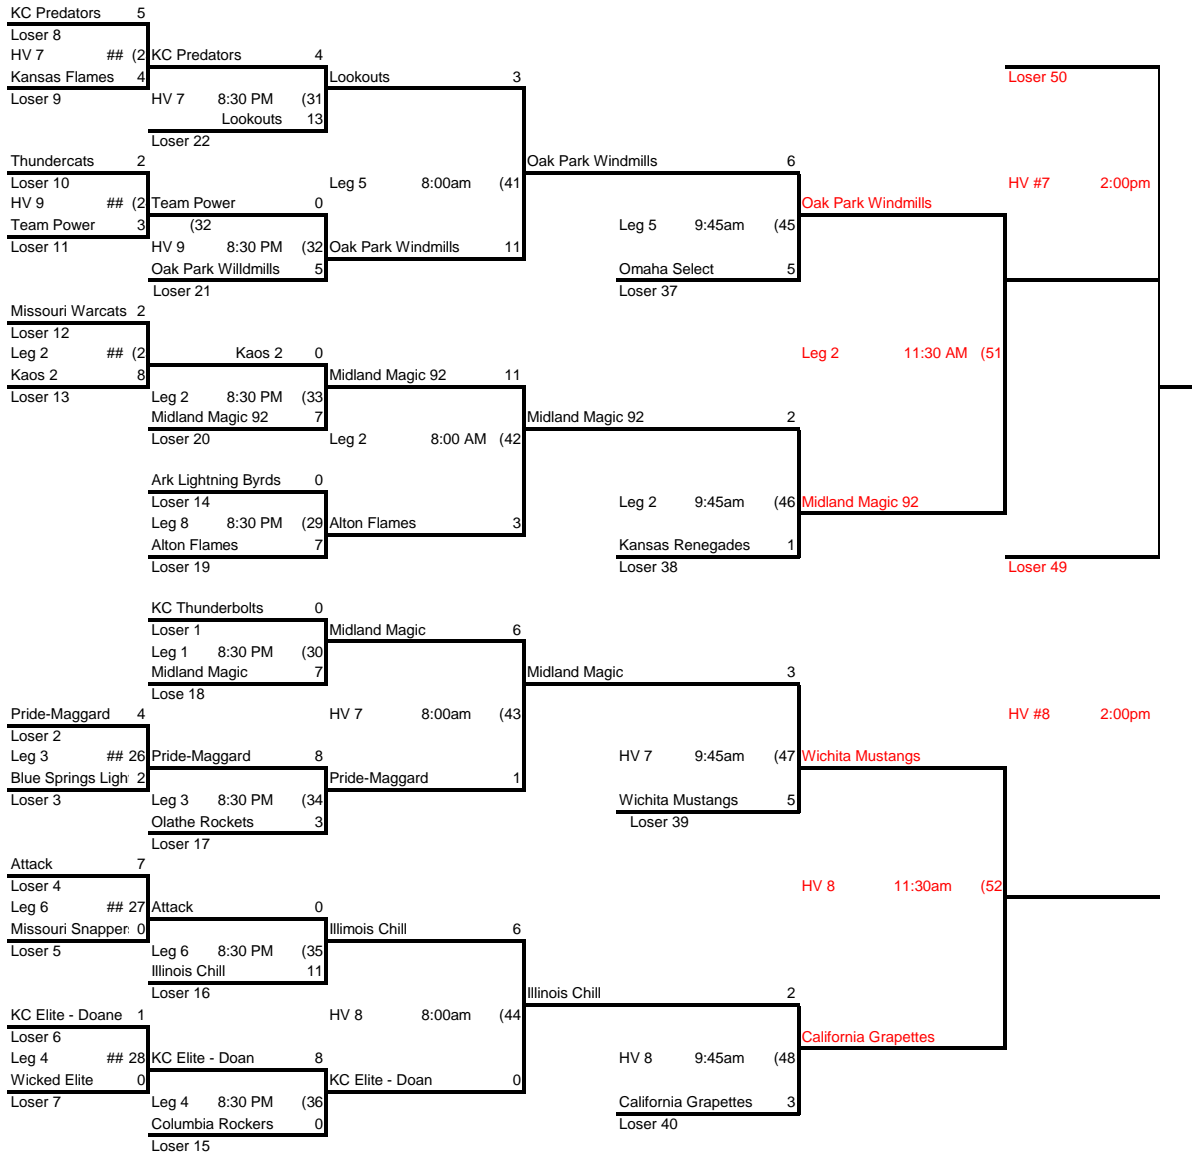 KC Predators 5
Loser 8
HV 7 ## (2 KC Predators 4
Kansas Flames 4 Lookouts 3
Loser 9 HV 7 8:30 PM (31 Loser 50
Lookouts 13
Loser 22
Thundercats 2 Oak Park Windmills 6
Loser 10 Leg 5 8:00am (41 HV #7 2:00pm
HV 9 ## (2 Team Power 0 Oak Park Windmills
Team Power 3 (32 Leg 5 9:45am (45
Loser 11 HV 9 8:30 PM (32 Oak Park Windmills 11
Oak Park Willdmills 5 Omaha Select 5
Loser 21 Loser 37
Missouri Warcats 2
Loser 12
Leg 2 ## (2 Kaos 2 0 Leg 2 11:30 AM (51
Kaos 2 8 Midland Magic 92 11
Loser 13 Leg 2 8:30 PM (33
Midland Magic 92 7 Midland Magic 92 2
Loser 20 Leg 2 8:00 AM (42
Ark Lightning Byrds 0
Loser 14 Leg 2 9:45am (46 Midland Magic 92
Leg 8 8:30 PM (29 Alton Flames 3
Alton Flames 7 Kansas Renegades 1
Loser 19 Loser 38 Loser 49
KC Thunderbolts 0
Loser 1 Midland Magic 6
Leg 1 8:30 PM (30
Midland Magic 7 Midland Magic 3
Lose 18
Pride-Maggard 4 HV 7 8:00am (43 HV #8 2:00pm
Loser 2
Leg 3 ## 26 Pride-Maggard 8 HV 7 9:45am (47 Wichita Mustangs
Blue Springs Ligh 2 Pride-Maggard 1
Loser 3 Leg 3 8:30 PM (34 Wichita Mustangs 5
Olathe Rockets 3 Loser 39
Loser 17
Attack 7
Loser 4 HV 8 11:30am (52
Leg 6 ## 27 Attack 0
Missouri Snapper 0 Illimois Chill 6
Loser 5 Leg 6 8:30 PM (35
Illinois Chill 11
Loser 16 Illinois Chill 2
KC Elite - Doane 1 HV 8 8:00am (44
Loser 6 California Grapettes
Leg 4 ## 28 KC Elite - Doan 8 HV 8 9:45am (48
Wicked Elite 0 KC Elite - Doan 0
Loser 7 Leg 4 8:30 PM (36 California Grapettes 3
Columbia Rockers 0 Loser 40
Loser 15